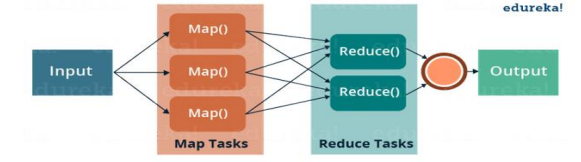 edureka!
Input
Map()
Map()
Map()
Map Tasks
Reduce()
Reduce()
Reduce Tasks
Output